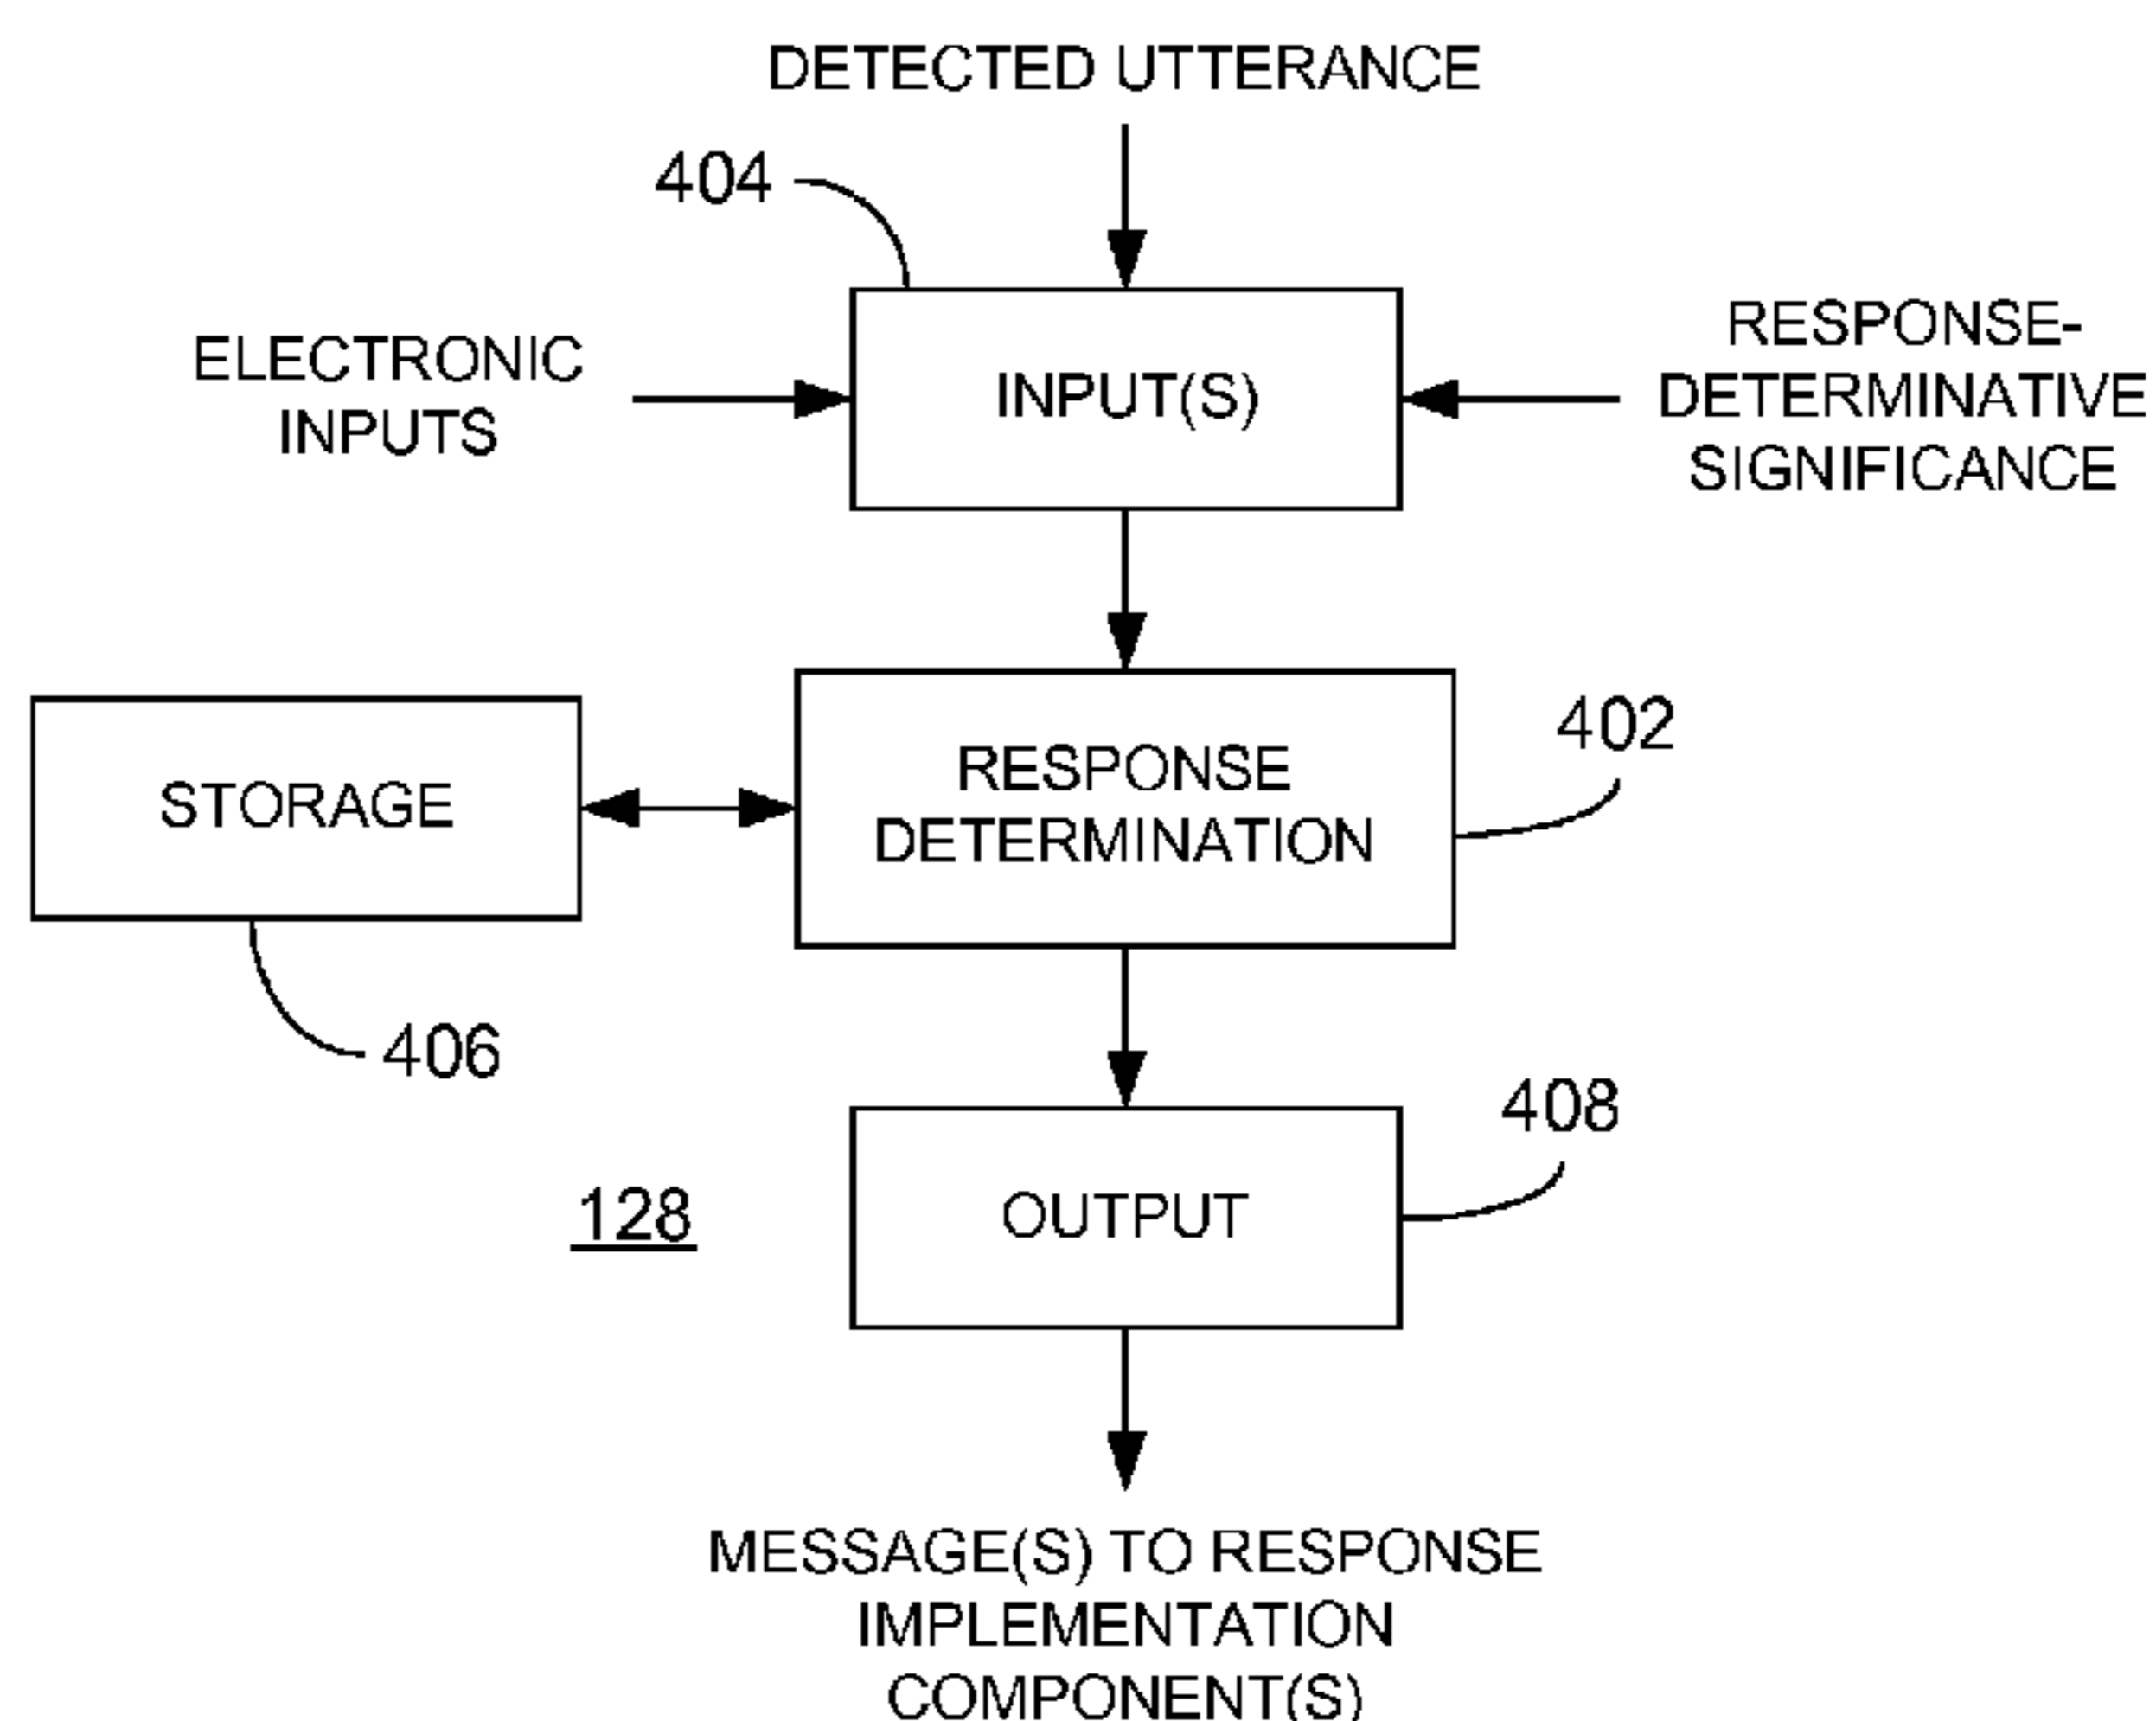 DETECTED UTTERANCE
404
ELECTRONIC
INPUTS
INPUT(S)
RESPONSE-
DETERMINATIVE
SIGNIFICANCE
STORAGE
RESPONSE
DETERMINATION
402
406
408
128
OUTPUT
MESSAGE(S) TO RESPONSE
IMPLEMENTATION
COMPONENT(S)